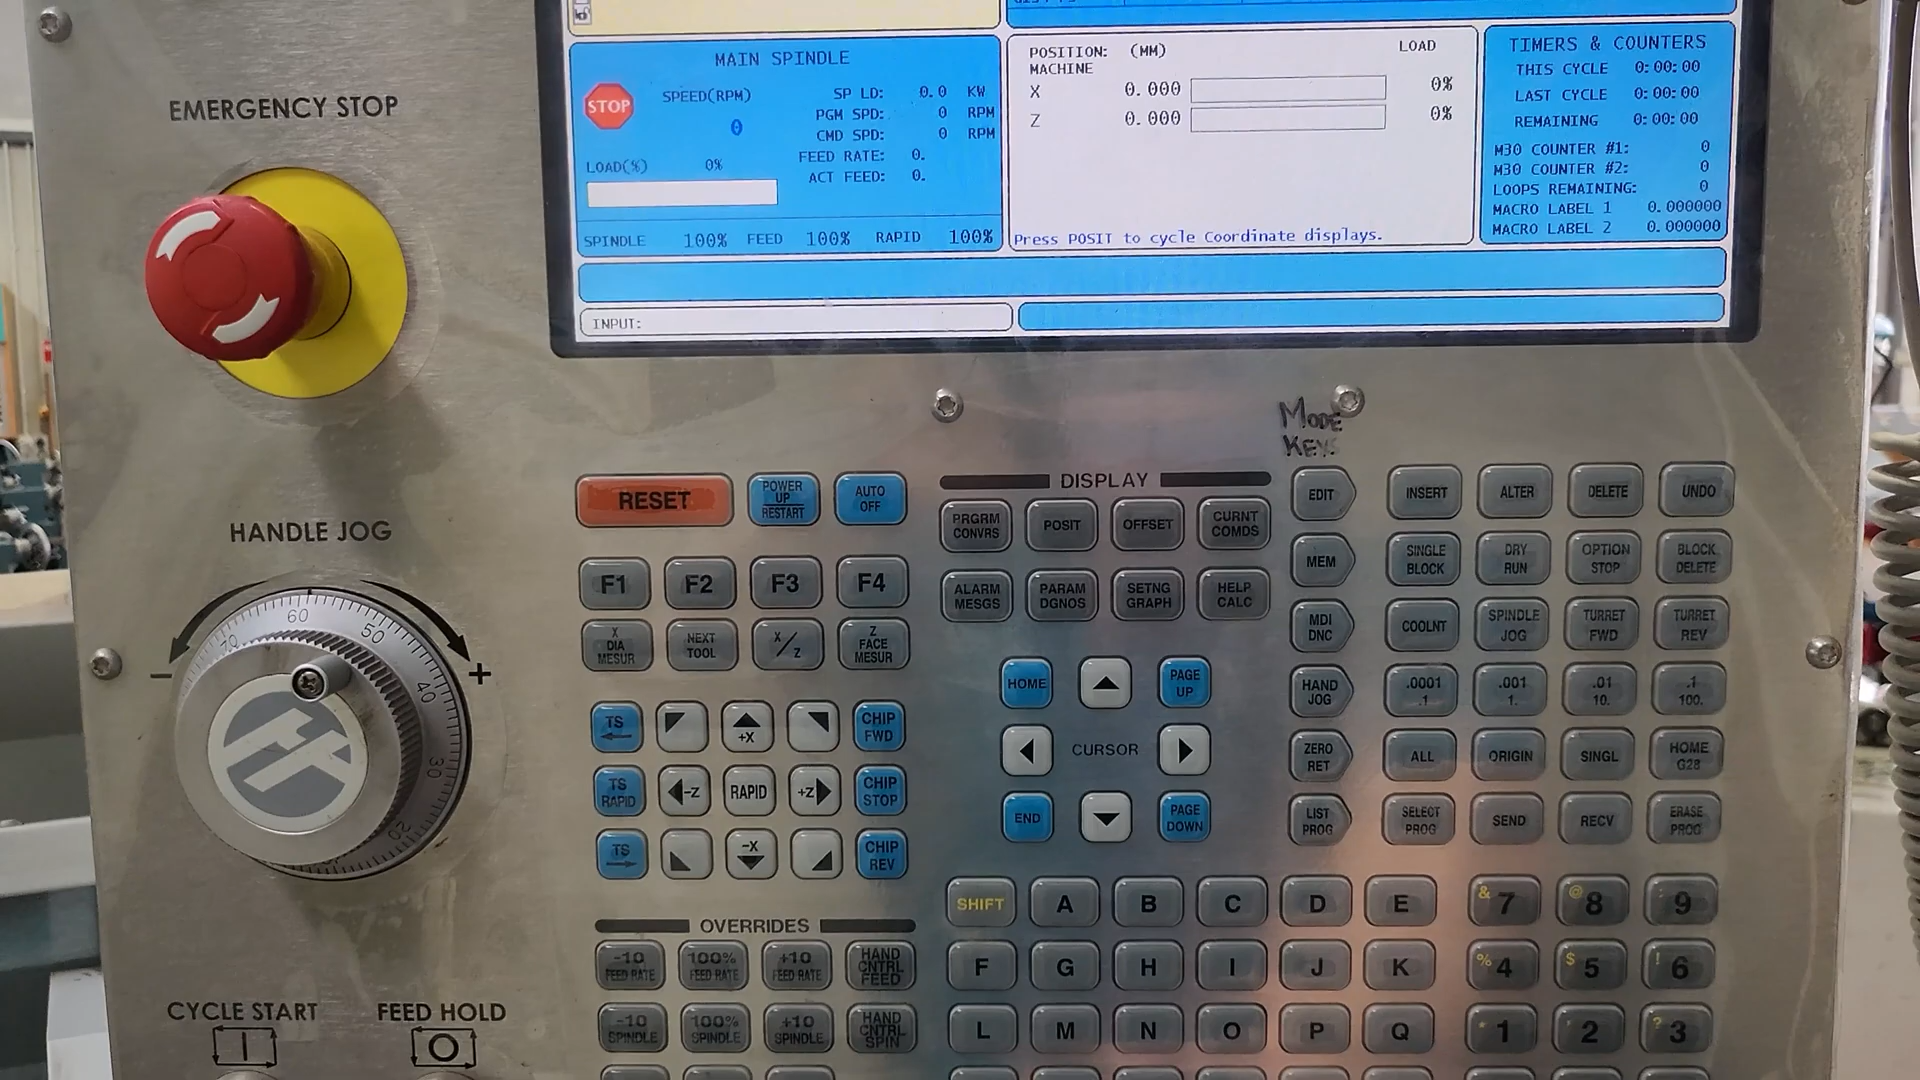 MAIN SPINDLE
STOP
SPEED(RPM)
0
SP LD: 0.0 KW
PGM SPD: 0 RPM
CMD SPD: 0 RPM
FEED RATE: 0.
ACT FEED: 0.
LOAD(%) 0%
SPINDLE 100% FEED 100% RAPID 100%
POSITION: (MM) LOAD
MACHINE
X 0.000 0%
Z 0.000 0%
Press POSIT to cycle Coordinate displays.
TIMERS & COUNTERS
THIS CYCLE 0:00:00
LAST CYCLE 0:00:00
REMAINING 0:00:00
M30 COUNTER #1: 0
M30 COUNTER #2: 0
LOOPS REMAINING: 0
MACRO LABEL 1 0.000000
MACRO LABEL 2 0.000000
INPUT:
EMERGENCY STOP
HANDLE JOG
70 60 50 40 30 20
- +
CYCLE START
FEED HOLD
RESET
POWER UP RESTART
AUTO OFF
F1 F2 F3 F4
X DIA MESUR
NEXT TOOL
X/Z
Z FACE MESUR
TS
+X
CHIP FWD
TS RAPID
-Z
RAPID
+Z
CHIP STOP
TS
-X
CHIP REV
OVERRIDES
-10 FEED RATE
100% FEED RATE
+10 FEED RATE
HAND CNTRL FEED
-10 SPINDLE
100% SPINDLE
+10 SPINDLE
HAND CNTRL SPIN
DISPLAY
PRGRM CONVRS
POSIT
OFFSET
CURNT COMDS
ALARM MESGS
PARAM DGNOS
SETNG GRAPH
HELP CALC
HOME
PAGE UP
CURSOR
END
PAGE DOWN
MODE
KEYS
EDIT INSERT ALTER DELETE UNDO
MEM
SINGLE BLOCK
DRY RUN
OPTION STOP
BLOCK DELETE
MDI DNC
COOLNT
SPINDLE JOG
TURRET FWD
TURRET REV
HAND JOG
.0001 .1
.001 1.
.01 10.
.1 100.
ZERO RET
ALL
ORIGIN
SINGL
HOME G28
LIST PROG
SELECT PROG
SEND
RECV
ERASE PROG
SHIFT A B C D E & 7 @ 8 9
F G H I J K % 4 $ 5 ! 6
L M N O P Q 1 2 ? 3